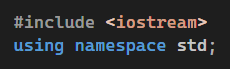 #include <iostream>
using namespace std;